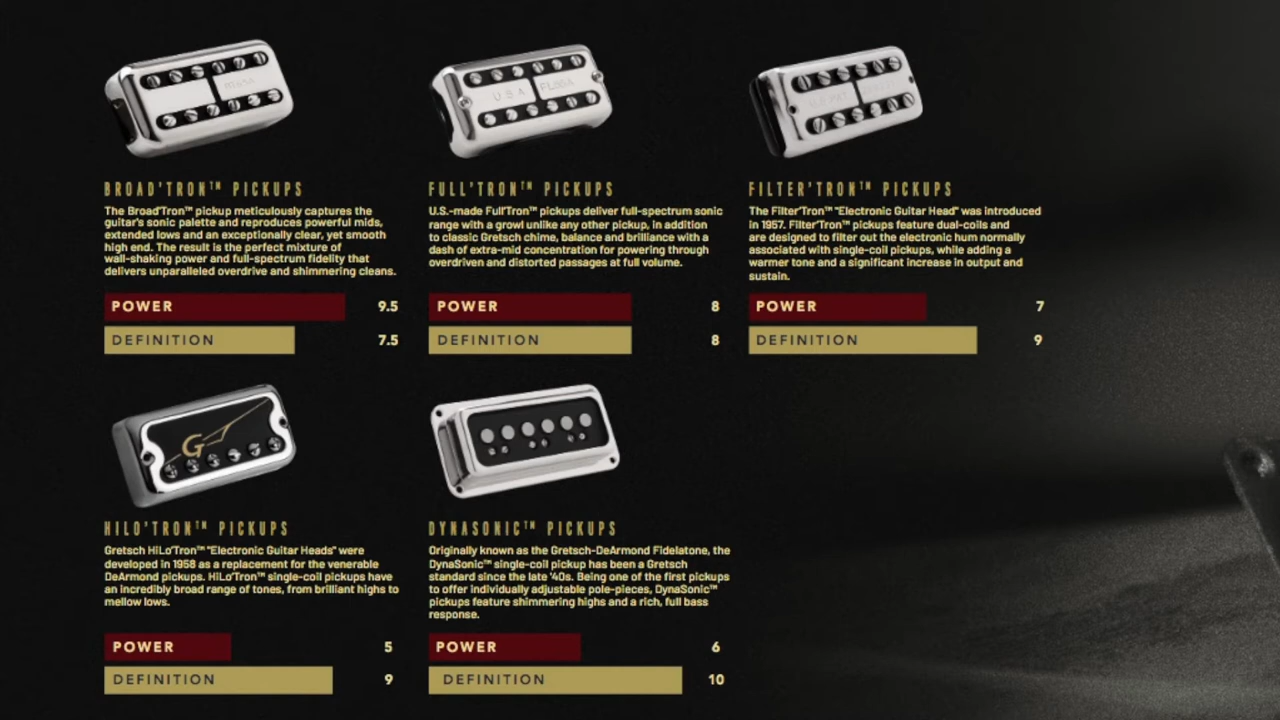 BROAD'TRON™ PICKUPS
The Broad'Tron™ pickup meticulously captures the
guitar's sonic palette and reproduces powerful mids,
extended lows and an exceptionally clear, yet smooth
high end. The result is the perfect mixture of
wall-shaking power and full-spectrum fidelity that
delivers unparalleled overdrive and shimmering cleans.
POWER 9.5
DEFINITION 7.5
U S A
FULL'TRON™ PICKUPS
U.S.-made Full'Tron™ pickups deliver full-spectrum sonic
range with a growl unlike any other pickup, in addition
to classic Gretsch chime, balance and brilliance with a
dash of extra-mid concentration for powering through
overdriven and distorted passages at full volume.
POWER 8
DEFINITION 8
FILTER'TRON™ PICKUPS
The Filter'Tron™ "Electronic Guitar Head" was introduced
in 1957. Filter'Tron™ pickups feature dual-coils and
are designed to filter out the electronic hum normally
associated with single-coil pickups, while adding a
warmer tone and a significant increase in output and
sustain.
POWER 7
DEFINITION 9
G
HILO'TRON™ PICKUPS
Gretsch HiLo'Tron™ "Electronic Guitar Heads" were
developed in 1958 as a replacement for the venerable
DeArmond pickups. HiLo'Tron™ single-coil pickups have
an incredibly broad range of tones, from brilliant highs to
mellow lows.
POWER 5
DEFINITION 9
DYNASONIC™ PICKUPS
Originally known as the Gretsch-DeArmond Fidelatone, the
DynaSonic™ single-coil pickup has been a Gretsch
standard since the late '40s. Being one of the first pickups
to offer individually adjustable pole-pieces, DynaSonic™
pickups feature shimmering highs and a rich, full bass
response.
POWER 6
DEFINITION 10